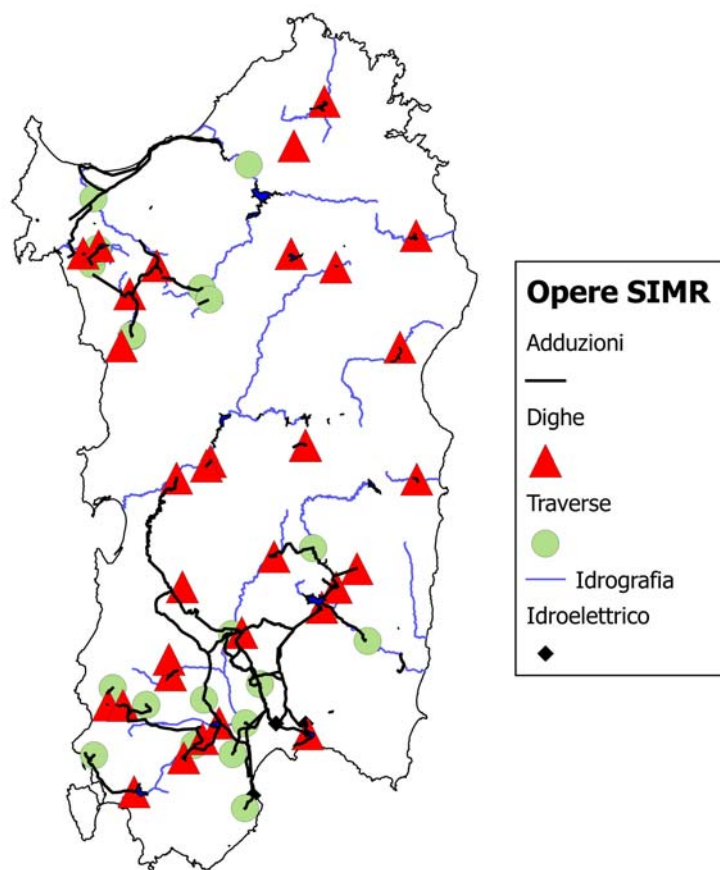 Opere SIMR
Adduzioni
Dighe
Traverse
Idrografia
Idroelettrico